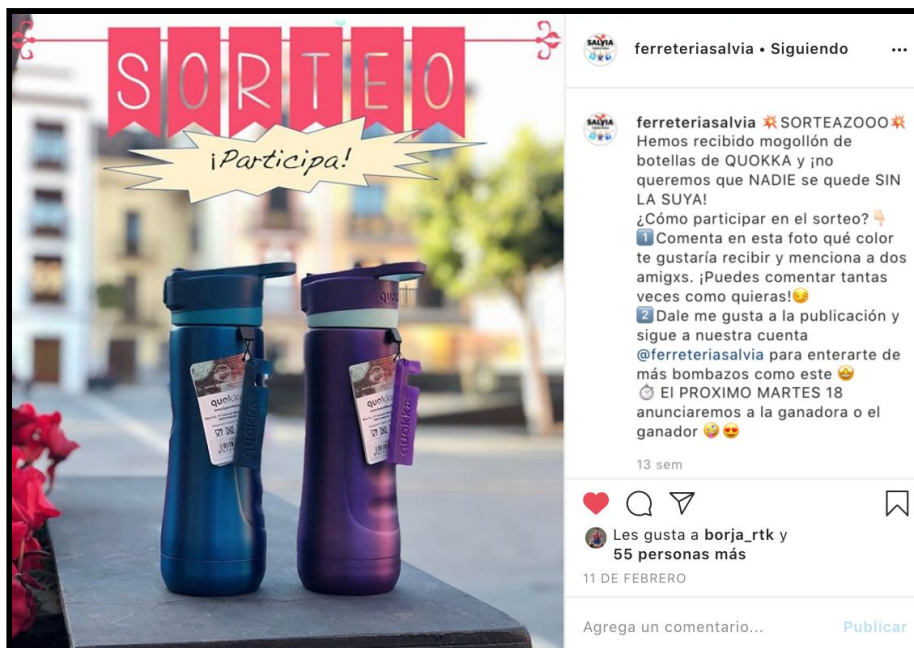 SORTEO
¡Participa!
quokka
quokka
quokka
quokka
SALVIA
ferreteriasalvia • Siguiendo
SALVIA
ferreteriasalvia 💥SORTEAZOOO💥
Hemos recibido mogollón de
botellas de QUOKKA y ¡no
queremos que NADIE se quede SIN
LA SUYA!
¿Cómo participar en el sorteo?👇🏻
1️⃣Comenta en esta foto qué color
te gustaría recibir y menciona a dos
amigxs. ¡Puedes comentar tantas
veces como quieras!😏
2️⃣Dale me gusta a la publicación y
sigue a nuestra cuenta
@ferreteriasalvia para enterarte de
más bombazos como este 🤩
⏱ El PROXIMO MARTES 18
anunciaremos a la ganadora o el
ganador 🤪😍
13 sem
Les gusta a borja_rtk y
55 personas más
11 DE FEBRERO
Agrega un comentario...
Publicar